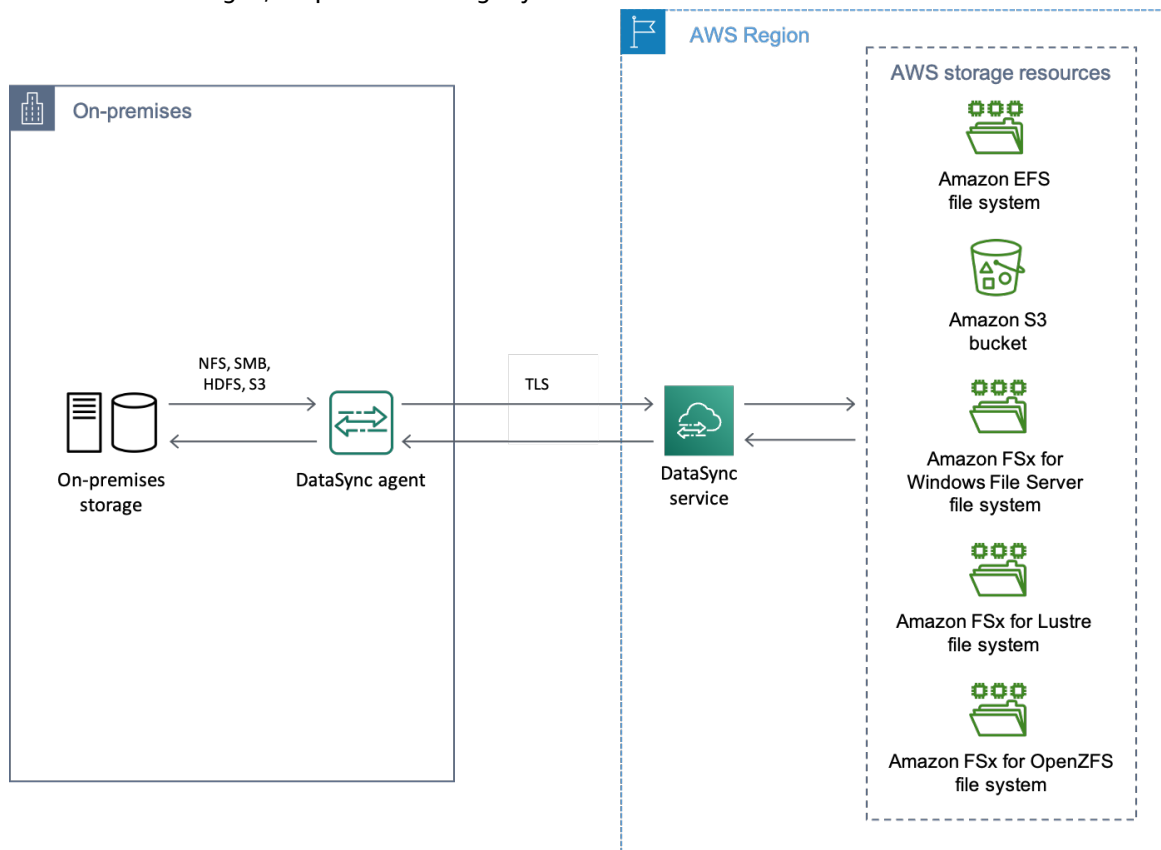 AWS Region
AWS storage resources
On-premises
Amazon EFS
file system
Amazon S3
bucket
NFS, SMB,
HDFS, S3
TLS
On-premises
storage
DataSync agent
DataSync
service
Amazon FSx for
Windows File Server
file system
Amazon FSx for Lustre
file system
Amazon FSx for OpenZFS
file system